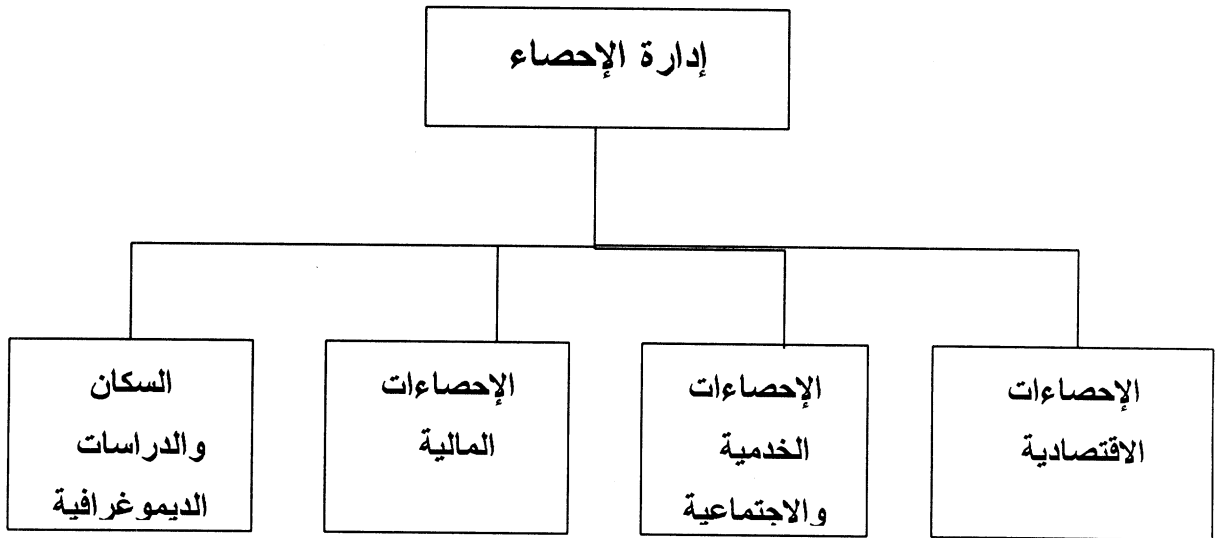 إدارة الإحصاء
الإحصاءات
الاقتصادية
الإحصاءات
الخدمية
والاجتماعية
الإحصاءات
المالية
السكان
والدراسات
الديموغرافية